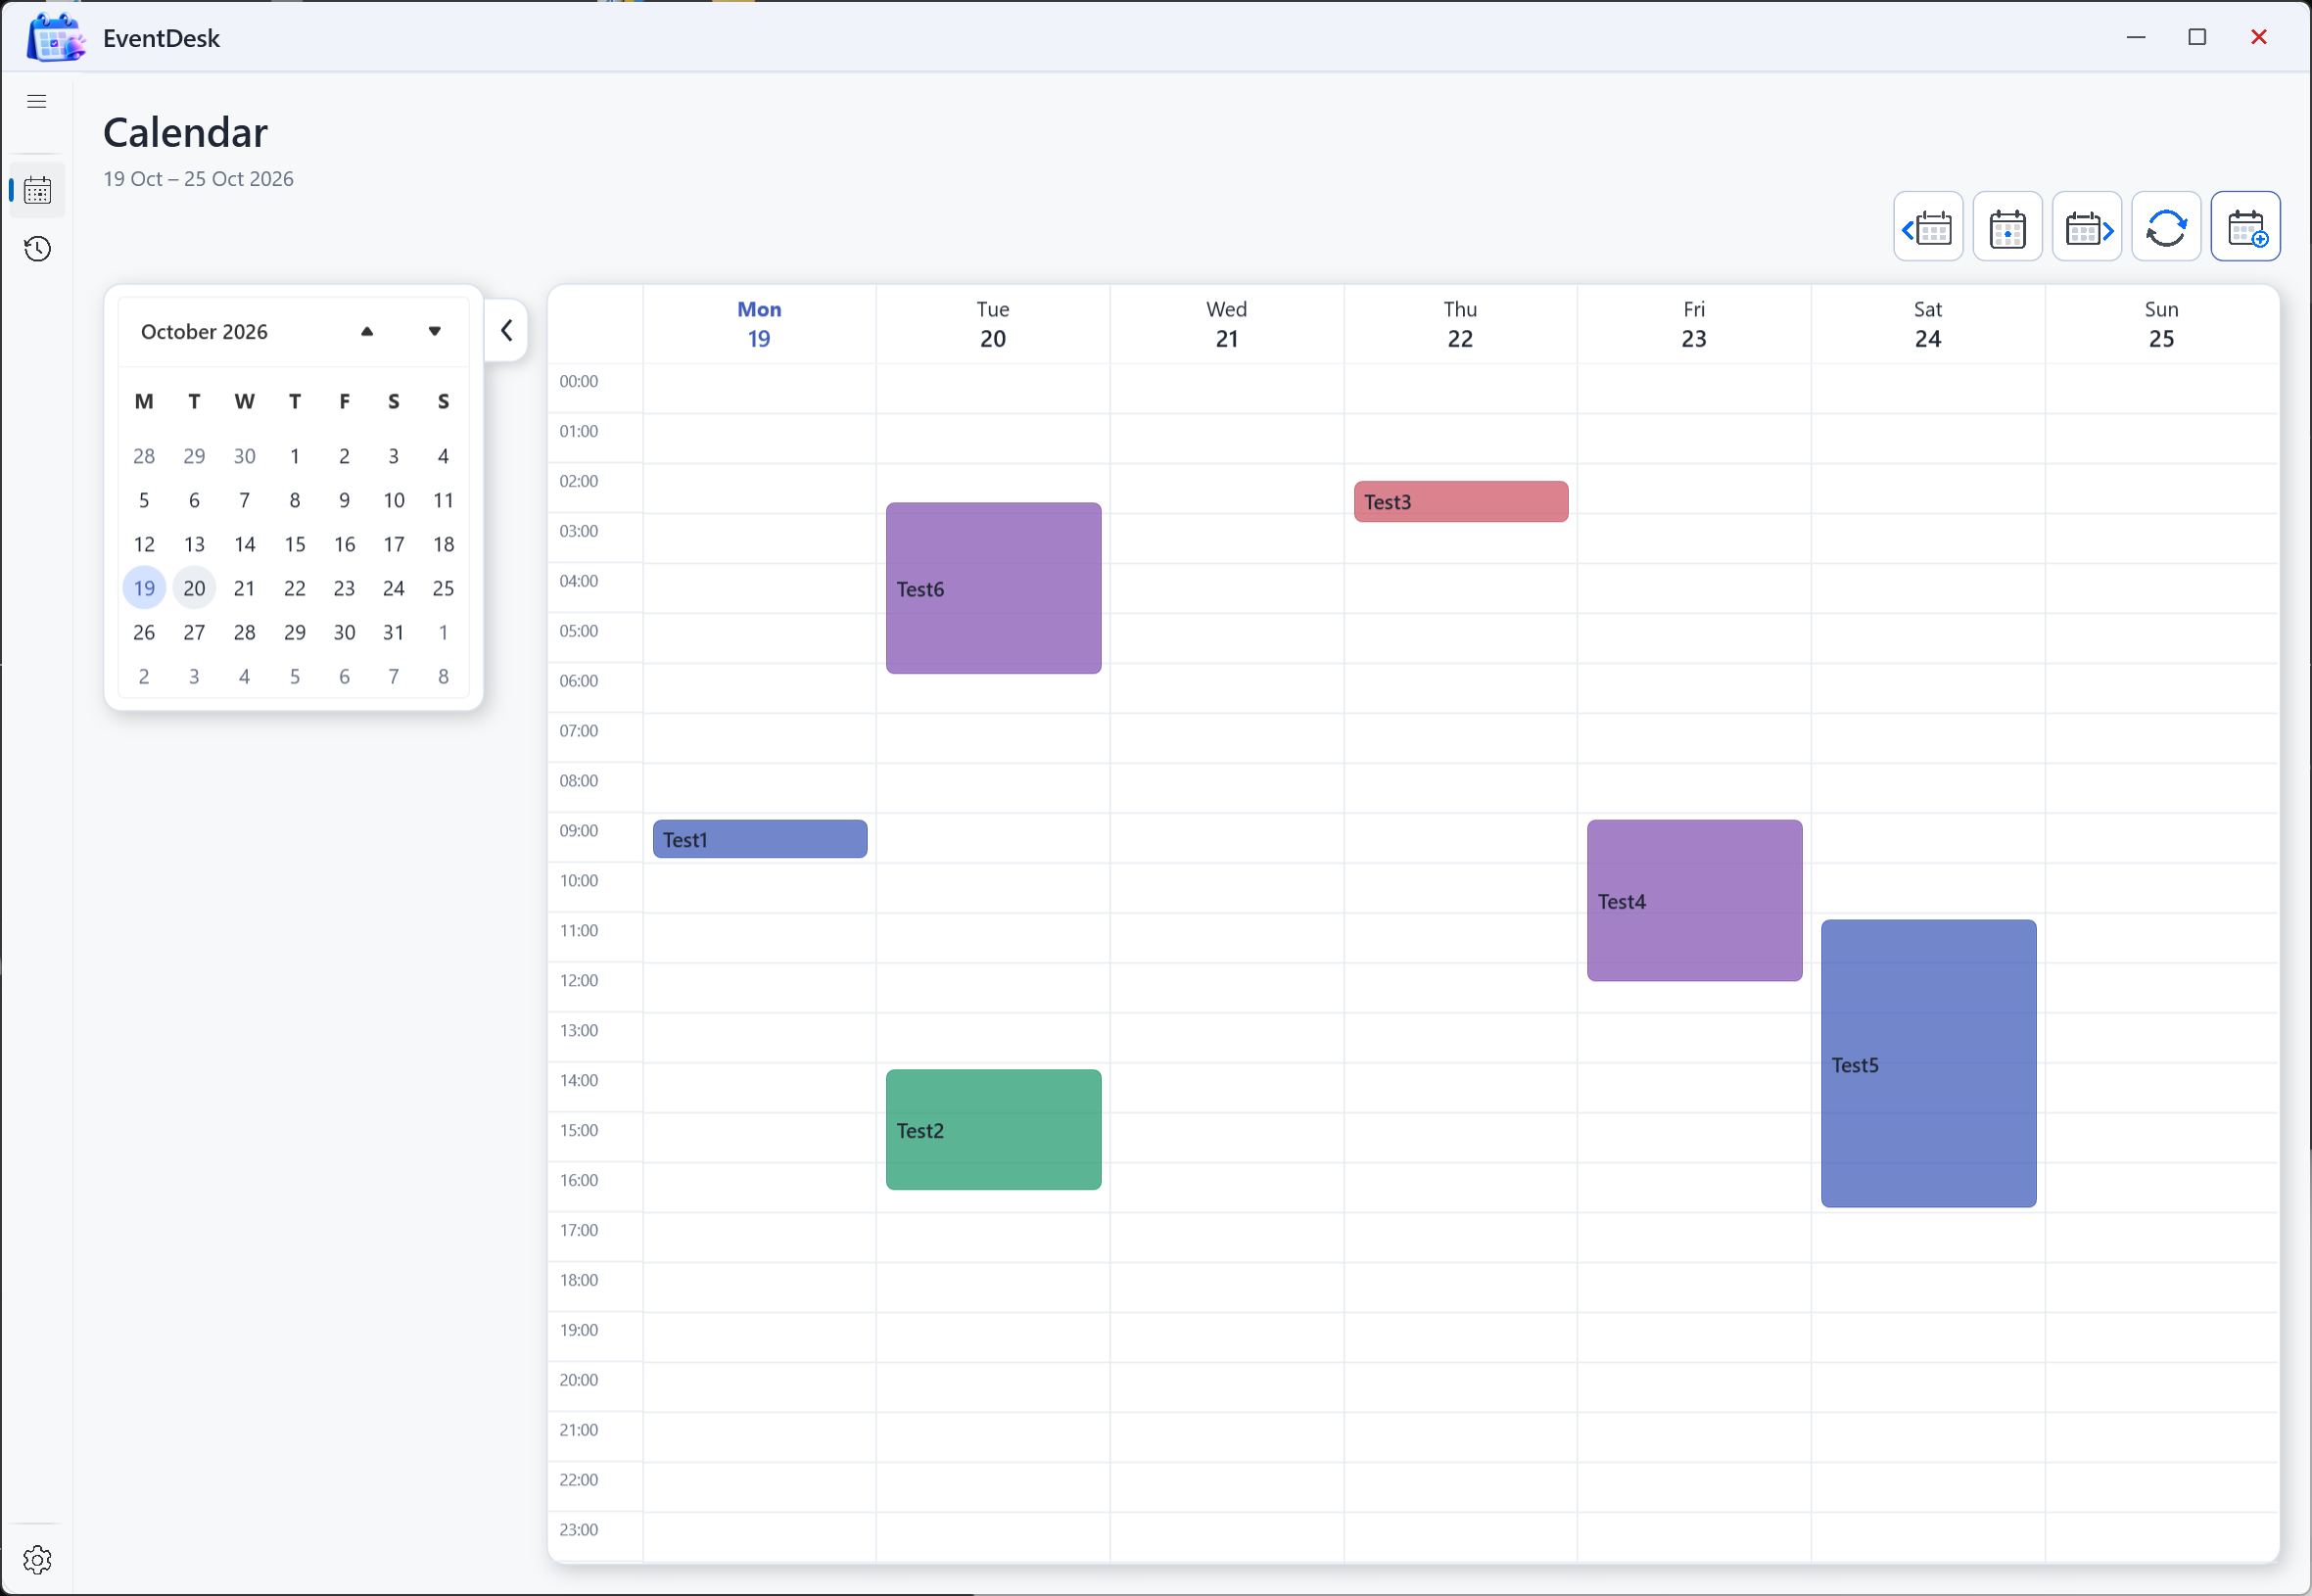 EventDesk
Calendar
19 Oct – 25 Oct 2026
October 2026
M T W T F S S
28 29 30 1 2 3 4
5 6 7 8 9 10 11
12 13 14 15 16 17 18
19 20 21 22 23 24 25
26 27 28 29 30 31 1
2 3 4 5 6 7 8
Mon Tue Wed Thu Fri Sat Sun
19 20 21 22 23 24 25
00:00
01:00
02:00
Test3
03:00
04:00
Test6
05:00
06:00
07:00
08:00
09:00
Test1
10:00
Test4
11:00
12:00
13:00
Test5
14:00
15:00
Test2
16:00
17:00
18:00
19:00
20:00
21:00
22:00
23:00